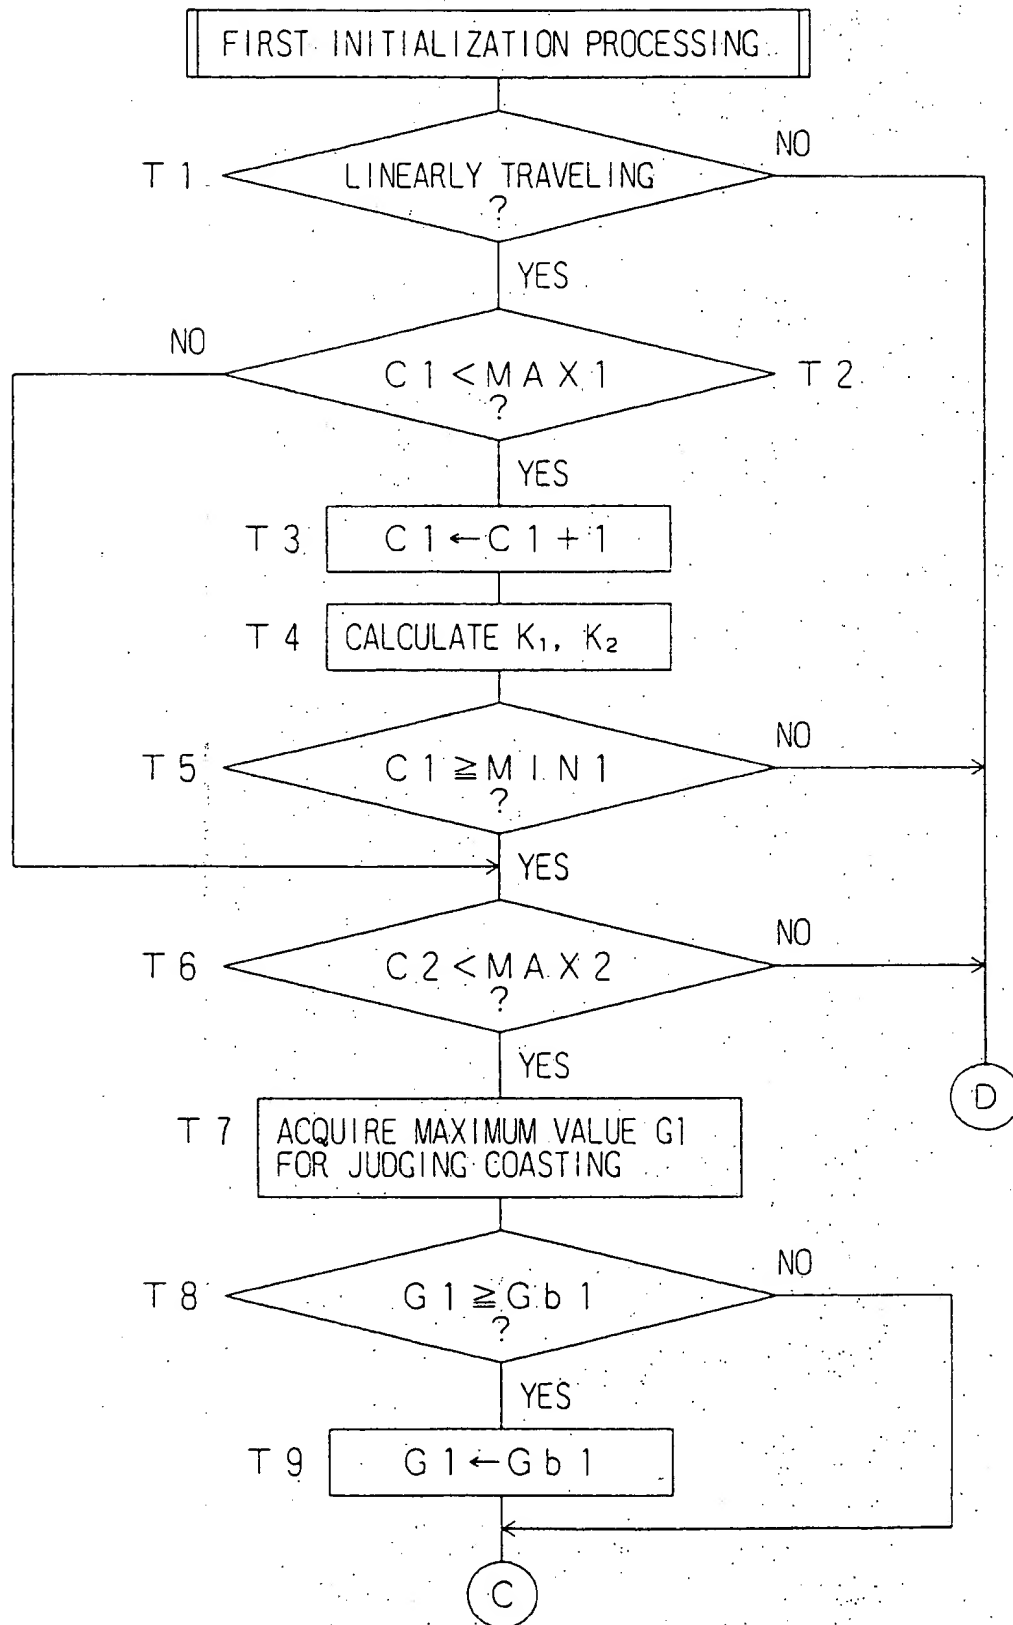 FIRST INITIALIZATION PROCESSING
NO
T1
LINEARLY TRAVELING
?
YES
NO
C1<MAX1
?
T2
YES
T3
C1←C1+1
T4
CALCULATE K₁, K₂
NO
T5
C1≧MIN1
?
YES
NO
T6
C2<MAX2
?
YES
D
T7
ACQUIRE MAXIMUM VALUE G1
FOR JUDGING COASTING
NO
T8
G1≧Gb1
?
YES
T9
G1←Gb1
C